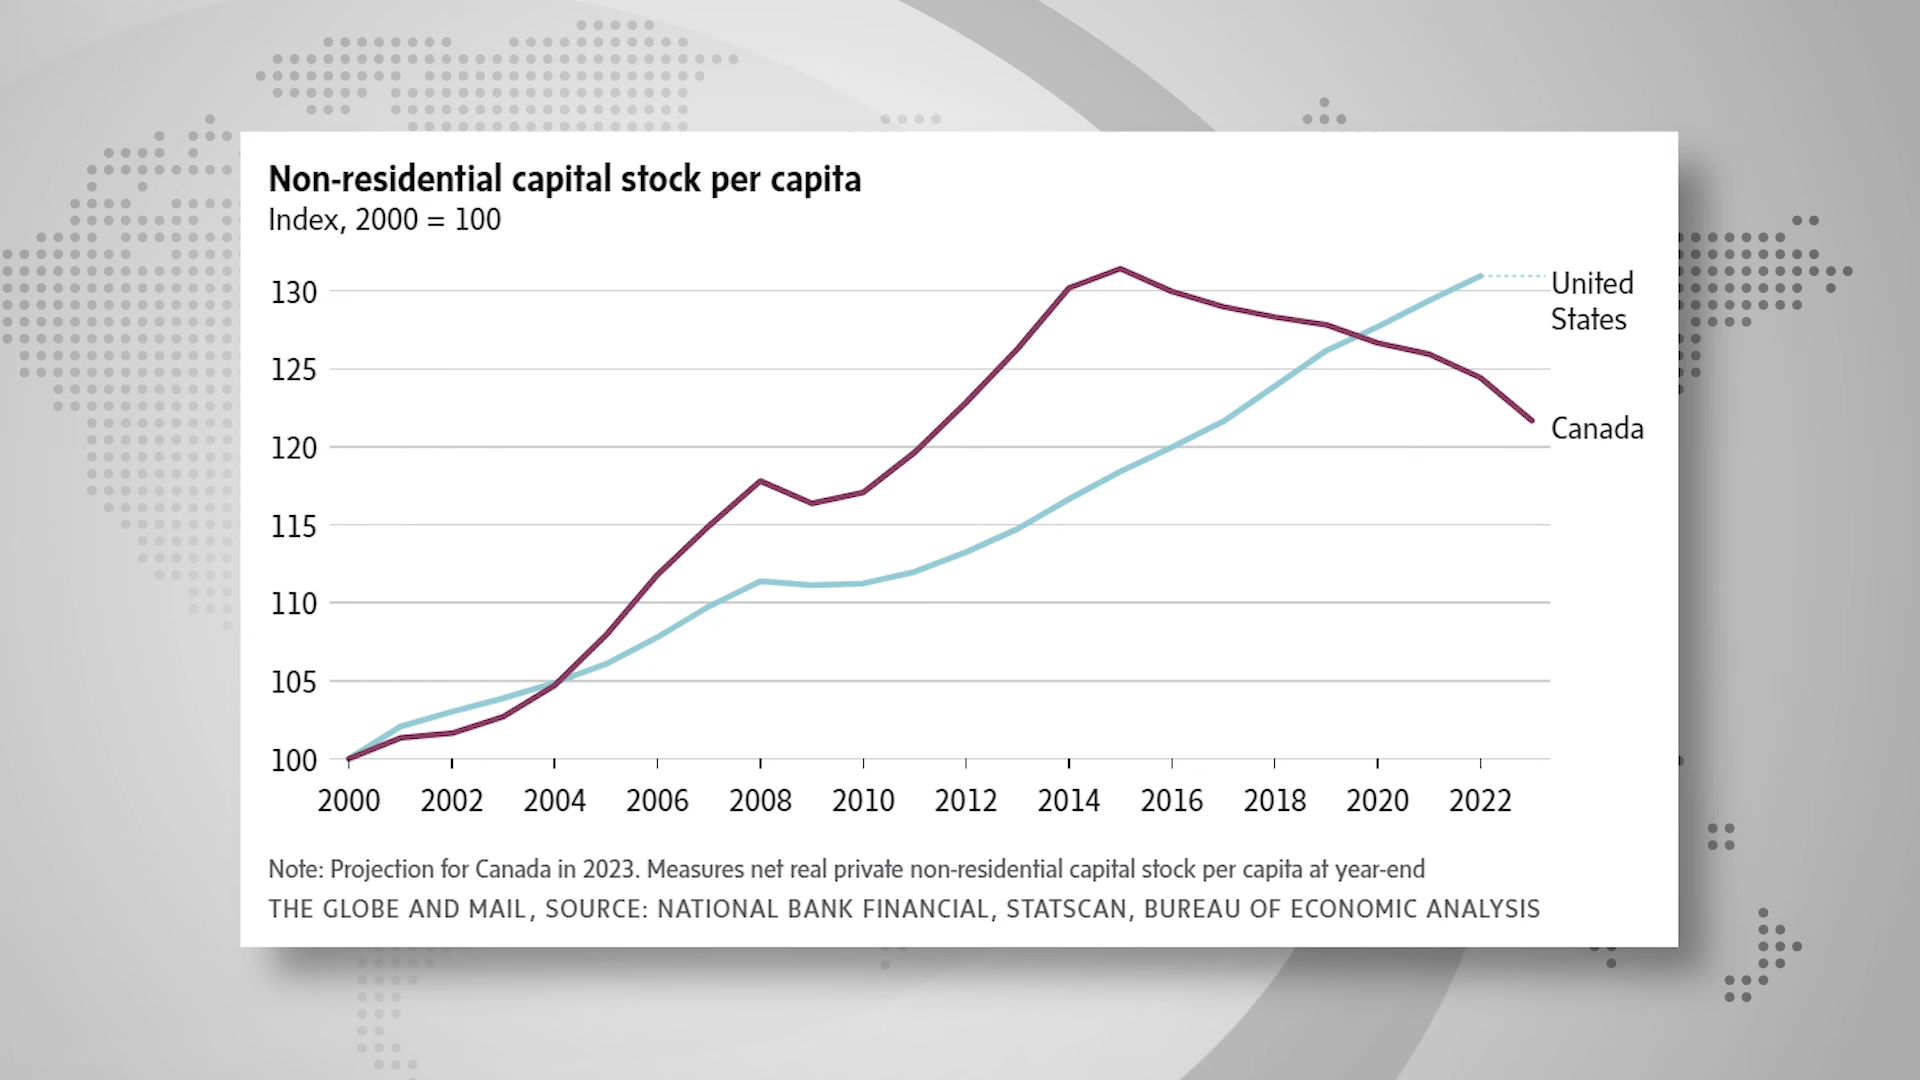 Non-residential capital stock per capita
Index, 2000 = 100
130
125
120
115
110
105
100
United
States
Canada
2000 2002 2004 2006 2008 2010 2012 2014 2016 2018 2020 2022
Note: Projection for Canada in 2023. Measures net real private non-residential capital stock per capita at year-end
THE GLOBE AND MAIL, SOURCE: NATIONAL BANK FINANCIAL, STATSCAN, BUREAU OF ECONOMIC ANALYSIS